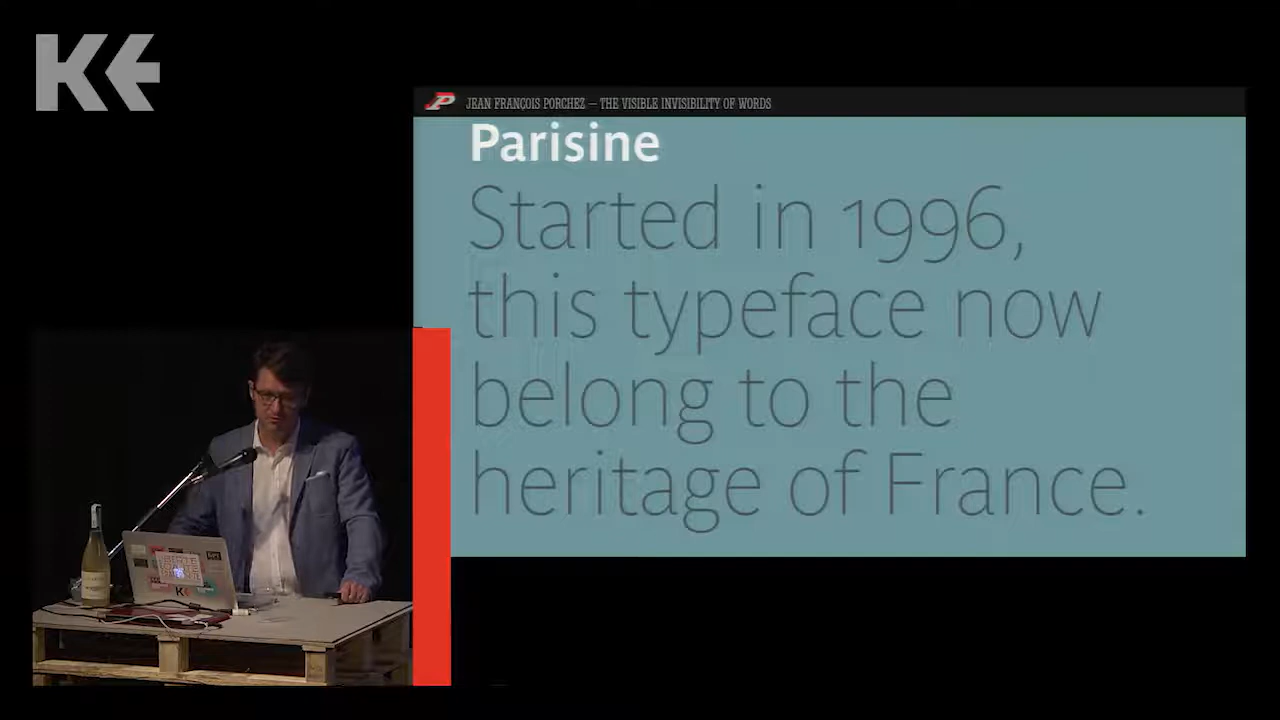 KE
JEAN FRANÇOIS PORCHEZ – THE VISIBLE INVISIBILITY OF WORDS
Parisine
Started in 1996,
this typeface now
belong to the
heritage of France.